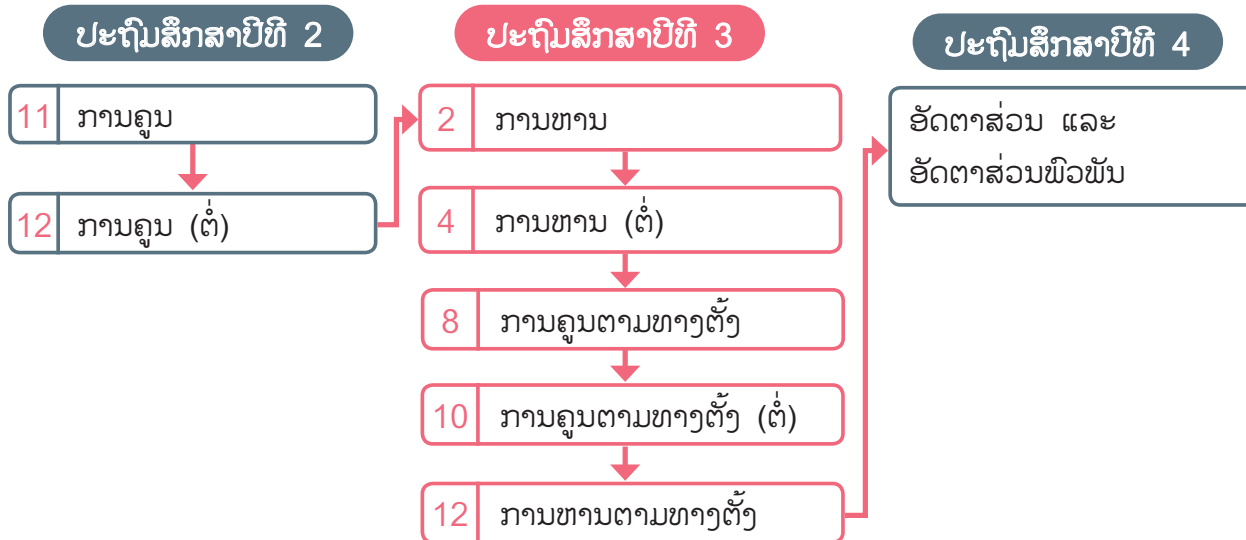 ປະຖົມສຶກສາປີທີ 2
11 ການຄູນ
12 ການຄູນ (ຕໍ່)
ປະຖົມສຶກສາປີທີ 3
2 ການຫານ
4 ການຫານ (ຕໍ່)
8 ການຄູນຕາມທາງຕັ້ງ
10 ການຄູນຕາມທາງຕັ້ງ (ຕໍ່)
12 ການຫານຕາມທາງຕັ້ງ
ປະຖົມສຶກສາປີທີ 4
ອັດຕາສ່ວນ ແລະ
ອັດຕາສ່ວນພົວພັນ